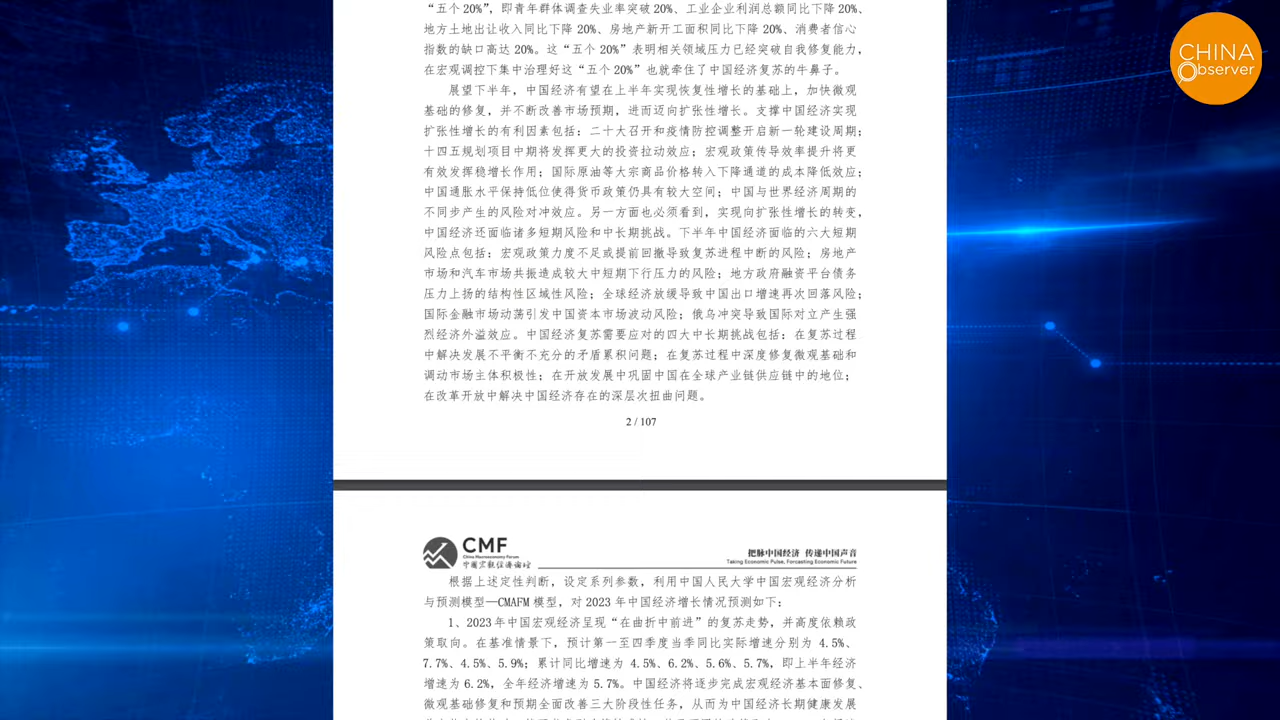 “五个 20%”，即青年群体调查失业率突破 20%、工业企业利润总额同比下降 20%、
地方土地出让收入同比下降 20%、房地产新开工面积同比下降 20%、消费者信心
指数的缺口高达 20%。这“五个 20%”表明相关领域压力已经突破自我修复能力，
在宏观调控下集中治理好这“五个 20%”也就牵住了中国经济复苏的牛鼻子。
展望下半年，中国经济有望在上半年实现恢复性增长的基础上，加快微观
基础的修复，并不断改善市场预期，进而迈向扩张性增长。支撑中国经济实现
扩张性增长的有利因素包括：二十大召开和疫情防控调整开启新一轮建设周期；
十四五规划项目中期将发挥更大的投资拉动效应；宏观政策传导效率提升将更
有效发挥稳增长作用；国际原油等大宗商品价格转入下降通道的成本降低效应；
中国通胀水平保持低位使得货币政策仍具有较大空间；中国与世界经济周期的
不同步产生的风险对冲效应。另一方面也必须看到，实现向扩张性增长的转变，
中国经济还面临诸多短期风险和中长期挑战。下半年中国经济面临的六大短期
风险点包括：宏观政策力度不足或提前回撤导致复苏进程中断的风险；房地产
市场和汽车市场共振造成较大中短期下行压力的风险；地方政府融资平台债务
压力上扬的结构性区域性风险；全球经济放缓导致中国出口增速再次回落风险；
国际金融市场动荡引发中国资本市场波动风险；俄乌冲突导致国际对立产生强
烈经济外溢效应。中国经济复苏需要应对的四大中长期挑战包括：在复苏过程
中解决发展不平衡不充分的矛盾累积问题；在复苏过程中深度修复微观基础和
调动市场主体积极性；在开放发展中巩固中国在全球产业链供应链中的地位；
在改革开放中解决中国经济存在的深层次扭曲问题。
2 / 107
CMF
China Macroeconomy Forum
中国宏观经济论坛
把脉中国经济 传递中国声音
Taking Economic Pulse, Forcasting Economic Future
根据上述定性判断，设定系列参数，利用中国人民大学中国宏观经济分析
与预测模型—CMAFM 模型，对 2023 年中国经济增长情况预测如下：
1、2023 年中国宏观经济呈现“在曲折中前进”的复苏走势，并高度依赖政
策取向。在基准情景下，预计第一至四季度当季同比实际增速分别为 4.5%、
7.7%、4.5%、5.9%；累计同比增速为 4.5%、6.2%、5.6%、5.7%，即上半年经济
增速为 6.2%，全年经济增速为 5.7%。中国经济将逐步完成宏观经济基本面修复、
微观基础修复和预期全面改善三大阶段性任务，从而为中国经济长期健康发展
CHINA
Observer